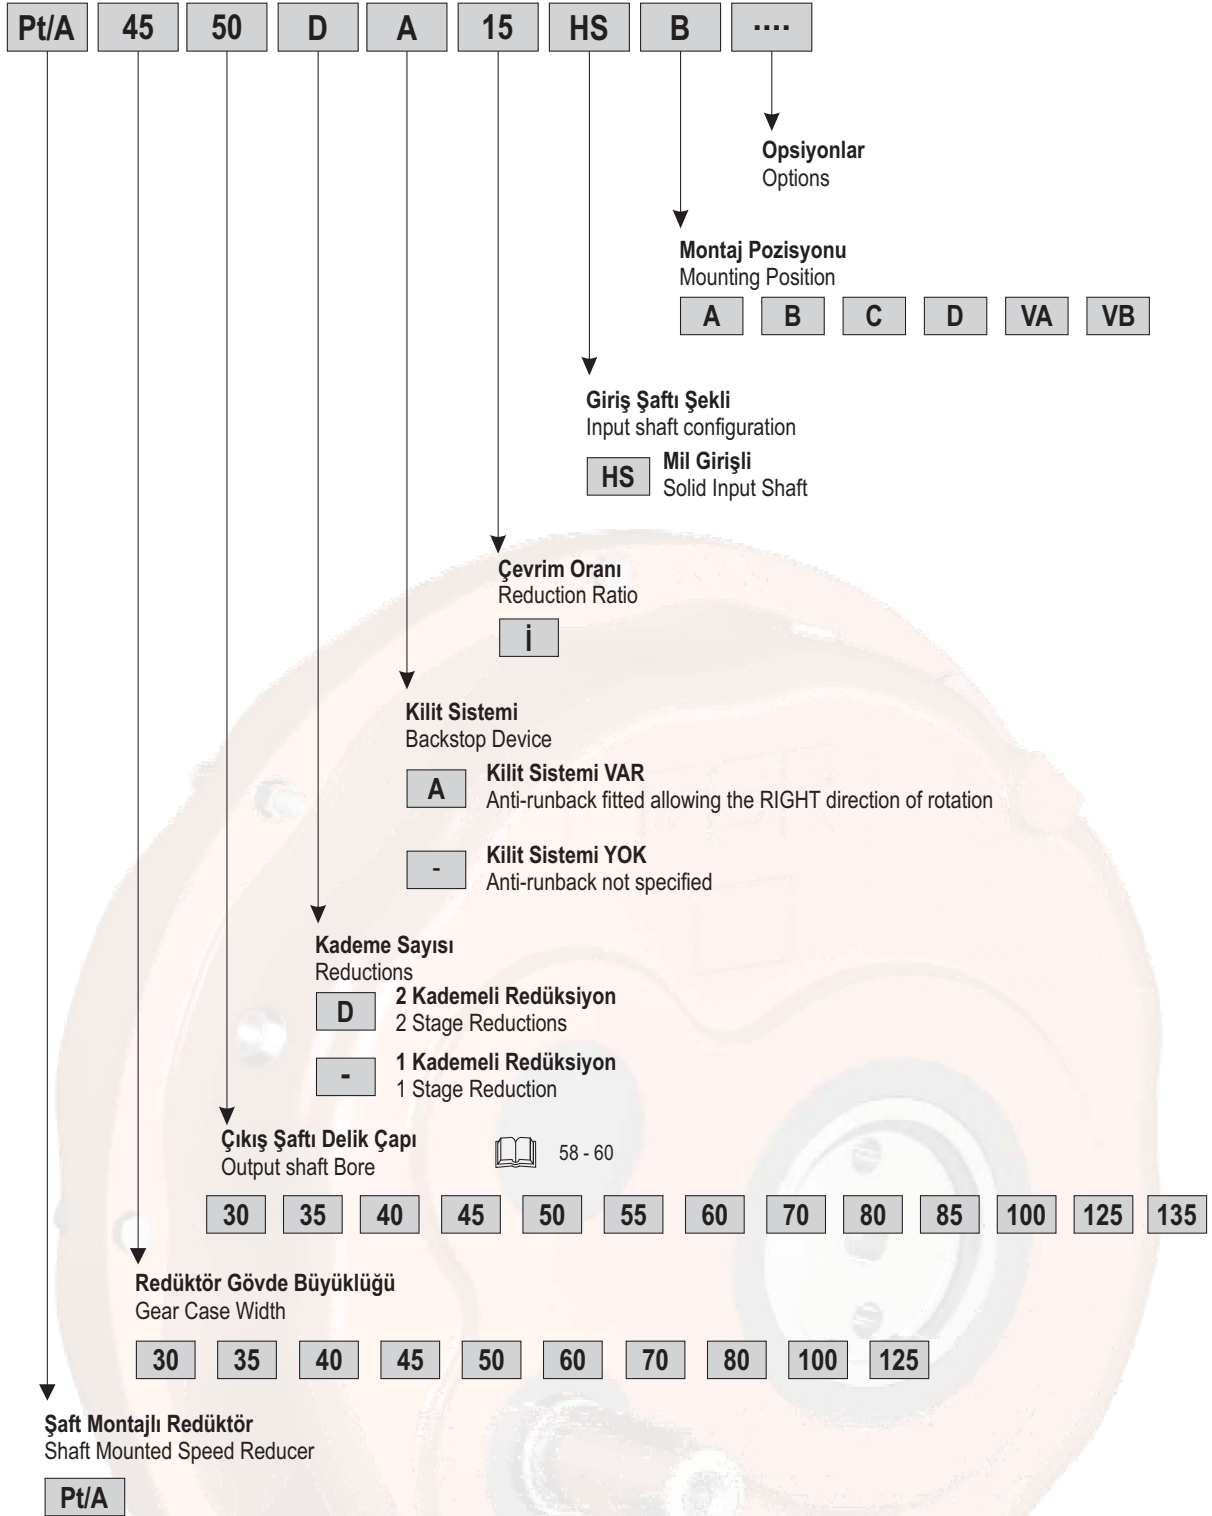 Pt/A 45 50 D A 15 HS B ....
Opsiyonlar
Options
Montaj Pozisyonu
Mounting Position
A B C D VA VB
Giriş Şaftı Şekli
Input shaft configuration
HS Mil Girişli
Solid Input Shaft
Çevrim Oranı
Reduction Ratio
İ
Kilit Sistemi
Backstop Device
A Kilit Sistemi VAR
Anti-runback fitted allowing the RIGHT direction of rotation
- Kilit Sistemi YOK
Anti-runback not specified
Kademe Sayısı
Reductions
D 2 Kademeli Redüksiyon
2 Stage Reductions
- 1 Kademeli Redüksiyon
1 Stage Reduction
Çıkış Şaftı Delik Çapı
Output shaft Bore
58 - 60
30 35 40 45 50 55 60 70 80 85 100 125 135
Redüktör Gövde Büyüklüğü
Gear Case Width
30 35 40 45 50 60 70 80 100 125
Şaft Montajlı Redüktör
Shaft Mounted Speed Reducer
Pt/A